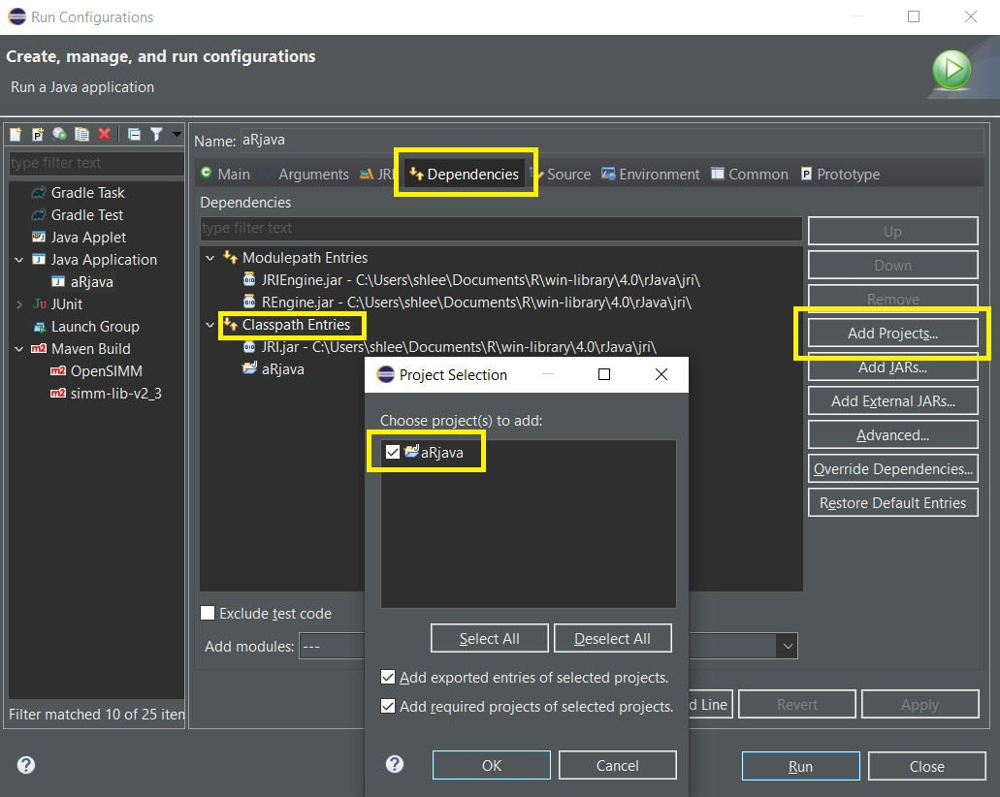 Run Configurations
Create, manage, and run configurations
Run a Java application
type filter text
Gradle Task
Gradle Test
Java Applet
Java Application
aRjava
JUnit
Launch Group
Maven Build
OpenSIMM
simm-lib-v2_3
Filter matched 10 of 25 iten
Name: aRjava
Main Arguments JRE Dependencies Source Environment Common Prototype
Dependencies
type filter text
Modulepath Entries
JRIEngine.jar - C:\Users\shlee\Documents\R\win-library\4.0\rJava\jri\
REngine.jar - C:\Users\shlee\Documents\R\win-library\4.0\rJava\jri\
Classpath Entries
JRI.jar - C:\Users\shlee\Documents\R\win-library\4.0\rJava\jri\
aRjava
Up
Down
Remove
Add Projects...
Add JARs...
Add External JARs...
Advanced...
Override Dependencies...
Restore Default Entries
Exclude test code
Add modules: ---
Project Selection
Choose project(s) to add:
aRjava
Select All Deselect All
Add exported entries of selected projects.
Add required projects of selected projects.
OK Cancel
d Line Revert Apply
Run Close